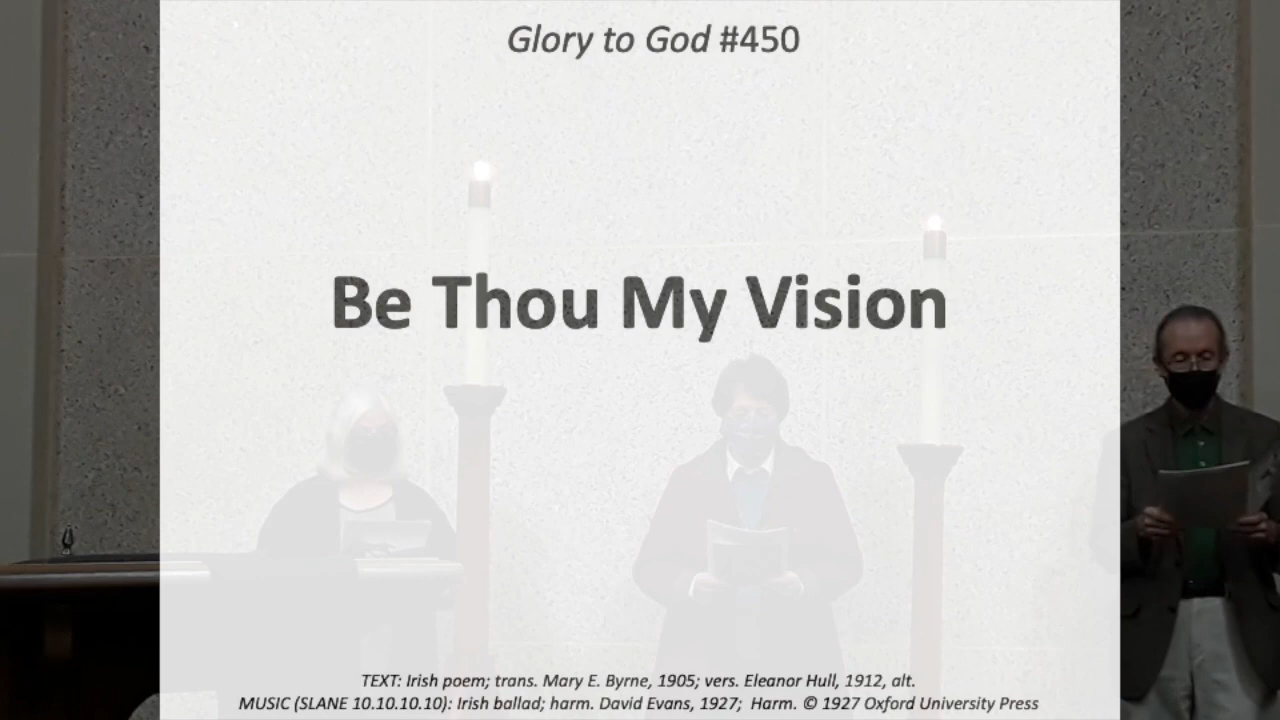 Glory to God #450
Be Thou My Vision
TEXT: Irish poem; trans. Mary E. Byrne, 1905; vers. Eleanor Hull, 1912, alt.
MUSIC (SLANE 10.10.10.10): Irish ballad; harm. David Evans, 1927;  Harm. © 1927 Oxford University Press